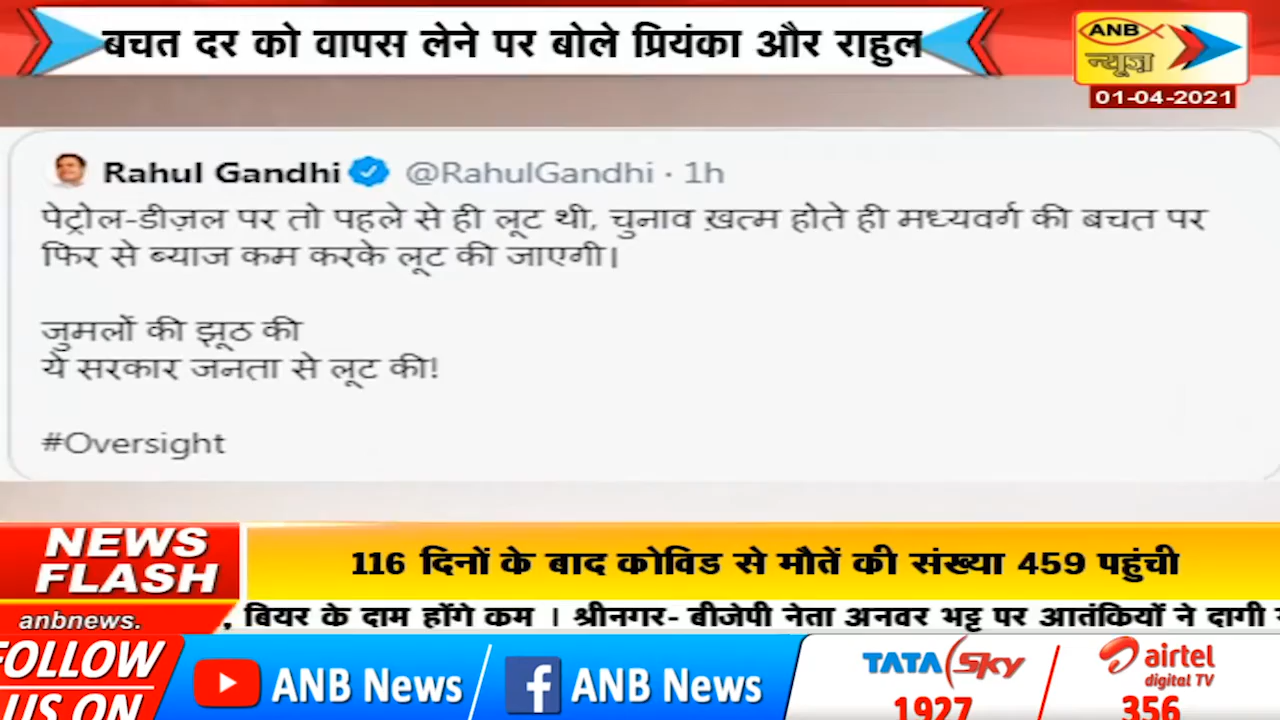 बचत दर को वापस लेने पर बोले प्रियंका और राहुल
ANB
न्यूज़
01-04-2021
Rahul Gandhi @RahulGandhi · 1h
पेट्रोल-डीज़ल पर तो पहले से ही लूट थी, चुनाव ख़त्म होते ही मध्यवर्ग की बचत पर
फिर से ब्याज कम करके लूट की जाएगी।
जुमलों की झूठ की
ये सरकार जनता से लूट की!
#Oversight
NEWS
FLASH
116 दिनों के बाद कोविड से मौतें की संख्या 459 पहुंची
anbnews.
, बियर के दाम होंगे कम । श्रीनगर- बीजेपी नेता अनवर भट्ट पर आतंकियों ने दागी
FOLLOW
US ON
ANB News
ANB News
TATA Sky
1927
airtel
digital TV
356